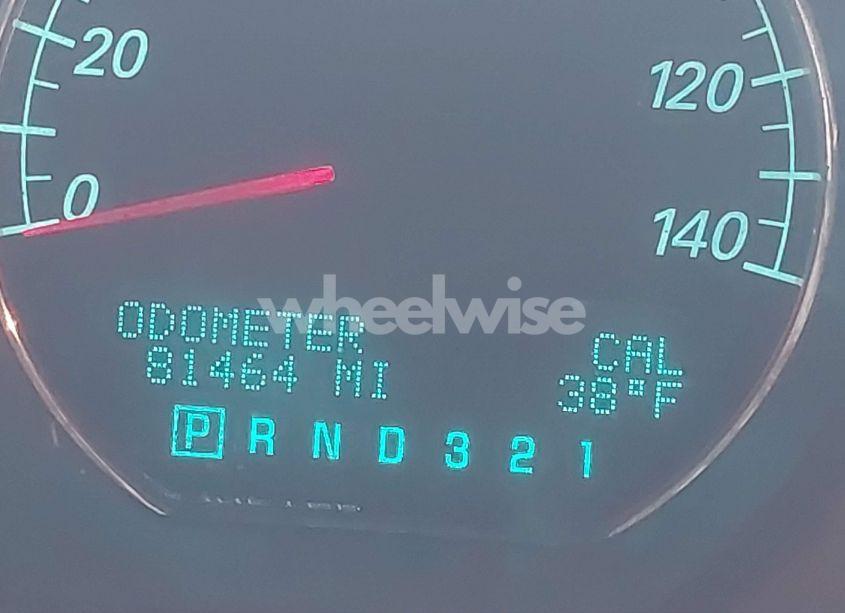 20
120
0
140
wheelwise
ODOMETER
CAL
81464 MI
38°F
P R N D 3 2 1